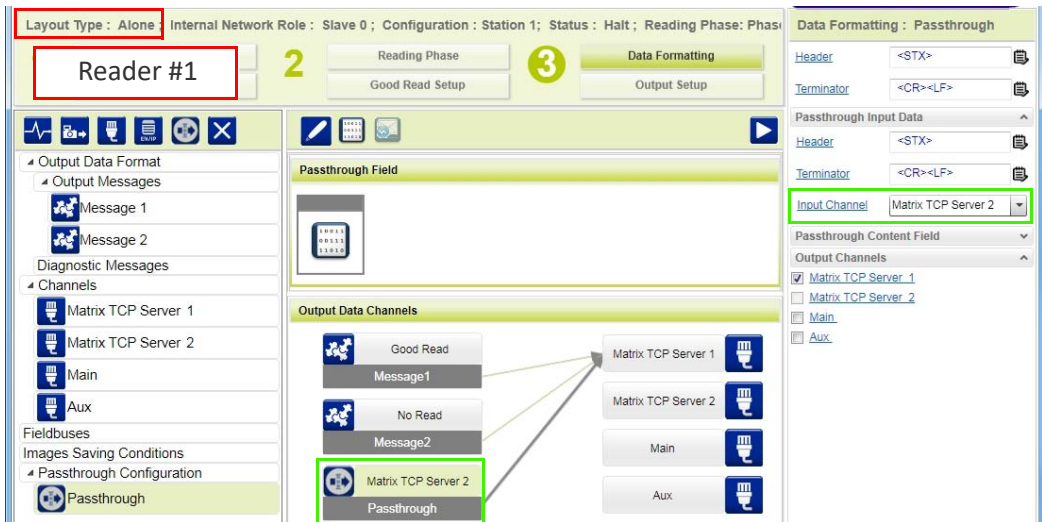 Layout Type : Alone ; Internal Network Role : Slave 0 ; Configuration : Station 1; Status : Halt ; Reading Phase: Phase
Reader #1
2
Reading Phase
Good Read Setup
3
Data Formatting
Output Setup
Output Data Format
Output Messages
Message 1
Message 2
Diagnostic Messages
Channels
Matrix TCP Server 1
Matrix TCP Server 2
Main
Aux
Fieldbuses
Images Saving Conditions
Passthrough Configuration
Passthrough
Passthrough Field
10011
00111
11010
Output Data Channels
Good Read
Message1
No Read
Message2
Matrix TCP Server 2
Passthrough
Matrix TCP Server 1
Matrix TCP Server 2
Main
Aux
Data Formatting : Passthrough
Header <STX>
Terminator <CR><LF>
Passthrough Input Data
Header <STX>
Terminator <CR><LF>
Input Channel Matrix TCP Server 2
Passthrough Content Field
Output Channels
Matrix TCP Server 1
Matrix TCP Server 2
Main
Aux